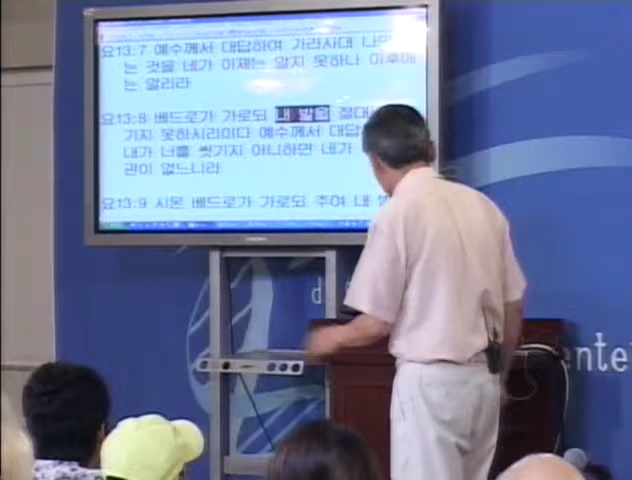 요13:7 예수께서 대답하여 가라사대 나의
는 것을 네가 이제는 알지 못하나 이후에
는 알리라
요13:8 베드로가 가로되 내 발을 절대
기지 못하시리이다 예수께서 대답
내가 너를 씻기지 아니하면 네가
관이 없느니라
요13:9 시몬 베드로가 가로되 주여 내
d
ente